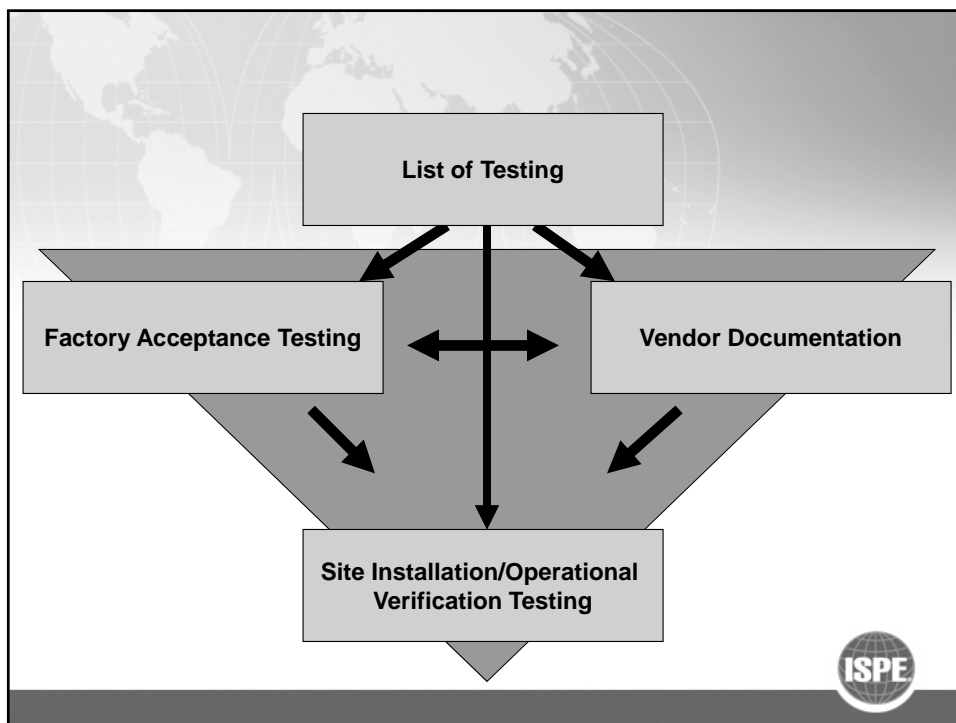 List of Testing
Factory Acceptance Testing
Vendor Documentation
Site Installation/Operational
Verification Testing
ISPE